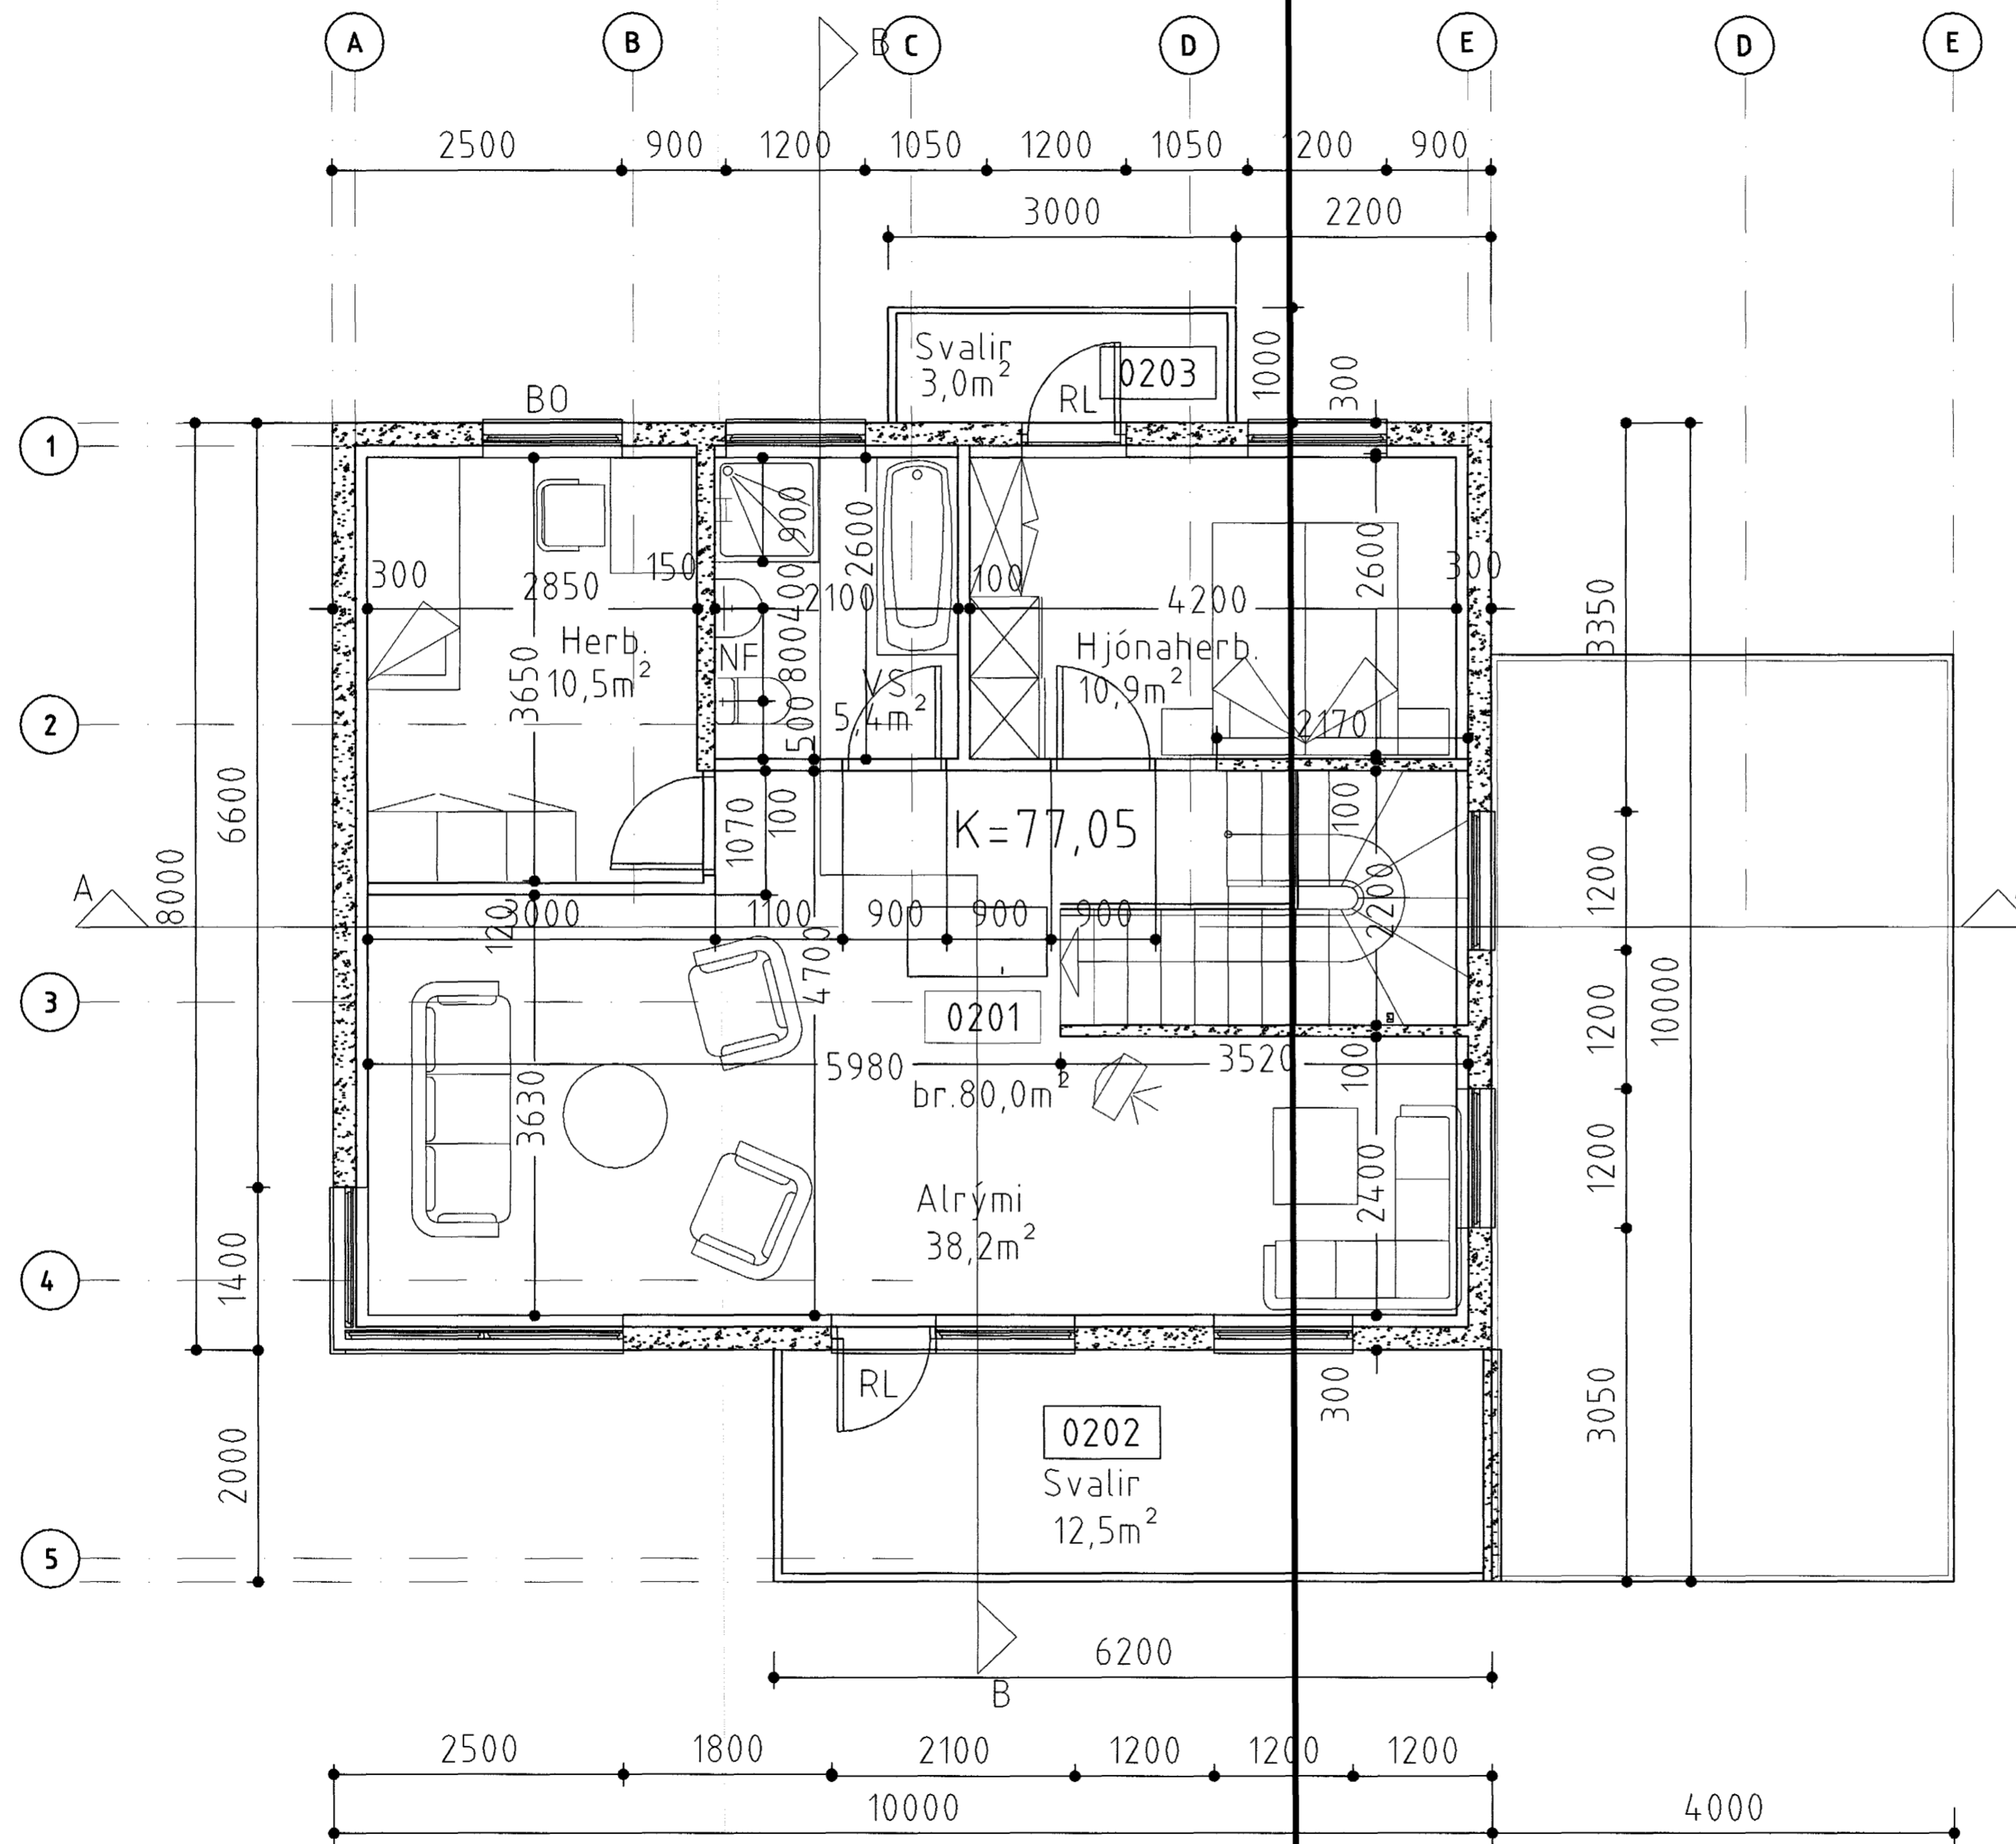 A B B C D E D E
2500 900 1200 1050 1200 1050 1200 900
3000 2200
Svalir
3,0m²
0203
RL
1000
300
BO
1
300
2850
150
900
2600
100
2600
300
2100
4200
400
800
500
3350
Herb.
10,5m²
3650
NF
VS
5,4m²
Hjónaherb.
10,9m²
2170
2
6600
8000
1070
100
K=77,05
100
2200
1200
A
3000
120
1100
900
900
900
4700
3
0201
1200
10000
5980
3520
br.80,0m²
100
3630
Alrými
38,2m²
2400
1200
4
1400
RL
300
3050
0202
Svalir
12,5m²
2000
5
6200
B
2500 1800 2100 1200 1200 1200
10000 4000